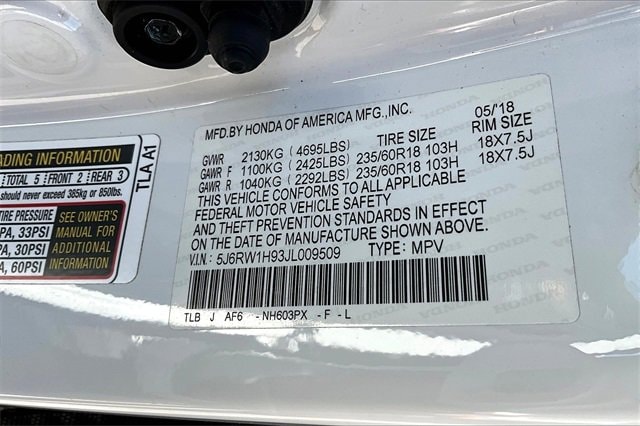 MFD.BY HONDA OF AMERICA MFG.,INC. 05/18
GVWR 2130KG (4695LBS) TIRE SIZE RIM SIZE
GAWR F 1100KG (2425LBS) 235/60R18 103H 18X7.5J
GAWR R 1040KG (2292LBS) 235/60R18 103H 18X7.5J
THIS VEHICLE CONFORMS TO ALL APPLICABLE
FEDERAL MOTOR VEHICLE SAFETY
AND THEFT PREVENTION STANDARDS IN EFFECT
ON THE DATE OF MANUFACTURE SHOWN ABOVE.
V.I.N.: 5J6RW1H93JL009509 TYPE: MPV
TLB J AF6 -NH603PX -F -L
ADING INFORMATION
TOTAL 5 FRONT 2 REAR 3
should never exceed 385kg or 850lbs.
TIRE PRESSURE SEE OWNER'S
PA, 33PSI MANUAL FOR
PA, 30PSI ADDITIONAL
PA, 60PSI INFORMATION
TLA A1